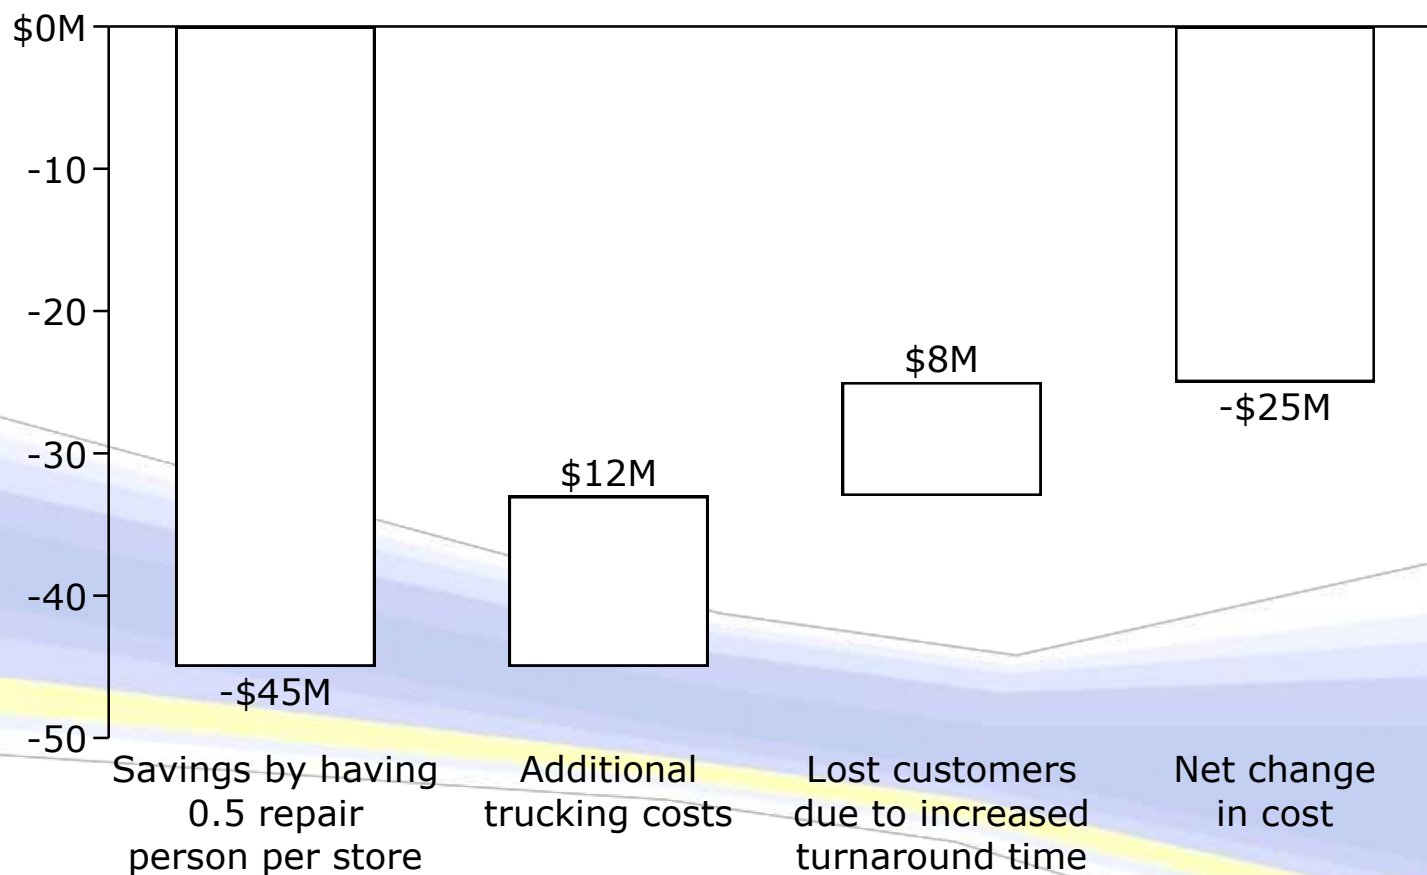 $0M
-10
-20
-30
-40
-50
-$45M
$12M
$8M
-$25M
Savings by having
0.5 repair
person per store
Additional
trucking costs
Lost customers
due to increased
turnaround time
Net change
in cost